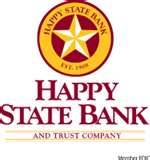 HAPPY STATE BANK
EST. 1908
HAPPY
STATE BANK
AND TRUST COMPANY
Member FDIC